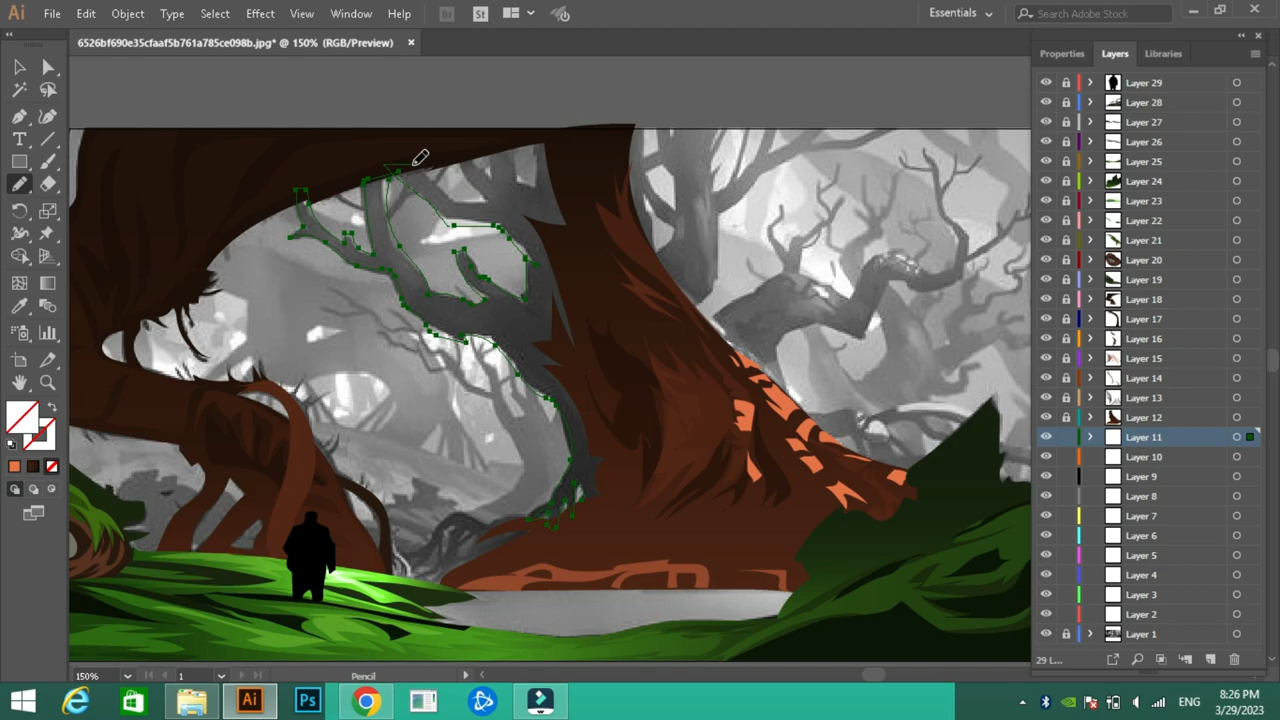 Ai File Edit Object Type Select Effect View Window Help Br St Essentials Search Adobe Stock
6526bf690e35cfaaf5b761a785ce098b.jpg* @ 150% (RGB/Preview)
Properties Layers Libraries
Layer 29
Layer 28
Layer 27
Layer 26
Layer 25
Layer 24
Layer 23
Layer 22
Layer 21
Layer 20
Layer 19
Layer 18
Layer 17
Layer 16
Layer 15
Layer 14
Layer 13
Layer 12
Layer 11
Layer 10
Layer 9
Layer 8
Layer 7
Layer 6
Layer 5
Layer 4
Layer 3
Layer 2
Layer 1
29 L...
150% 1 Pencil
Ai Ps ENG
8:26 PM
3/29/2023